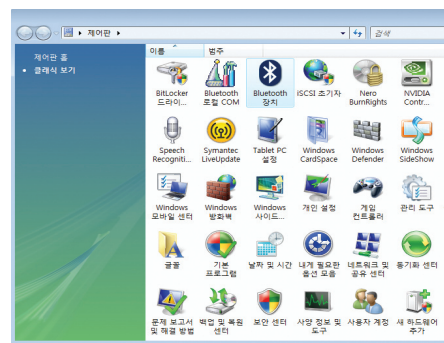 제어판
검색
제어판 홈
클래식 보기
이름 범주
BitLocker 드라이...
Bluetooth 로컬 COM
Bluetooth 장치
iSCSI 초기자
Nero BurnRights
NVIDIA Contr...
Speech Recogniti...
Symantec LiveUpdate
Tablet PC 설정
Windows CardSpace
Windows Defender
Windows SideShow
Windows 모바일 센터
Windows 방화벽
Windows 사이드...
개인 설정
게임 컨트롤러
관리 도구
글꼴
기본 프로그램
날짜 및 시간
내게 필요한 옵션 모음
네트워크 및 공유 센터
동기화 센터
문제 보고서 및 해결 방법
백업 및 복원 센터
보안 센터
사양 정보 및 도구
사용자 계정
새 하드웨어 추가